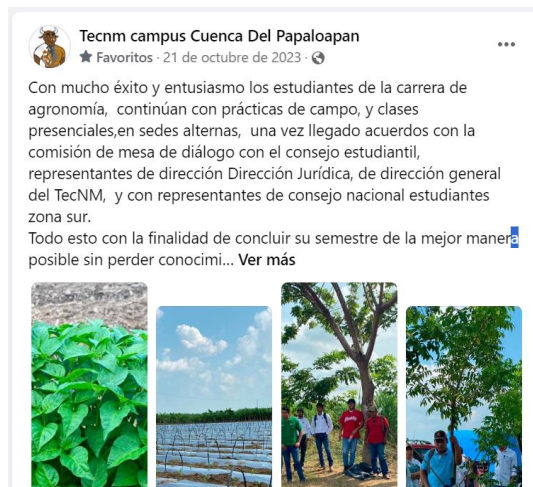 Tecnm campus Cuenca Del Papaloapan
Favoritos · 21 de octubre de 2023 ·
Con mucho éxito y entusiasmo los estudiantes de la carrera de
agronomía, continúan con prácticas de campo, y clases
presenciales,en sedes alternas, una vez llegado acuerdos con la
comisión de mesa de diálogo con el consejo estudiantil,
representantes de dirección Dirección Jurídica, de dirección general
del TecNM, y con representantes de consejo nacional estudiantes
zona sur.
Todo esto con la finalidad de concluir su semestre de la mejor manera
posible sin perder conocimi... Ver más